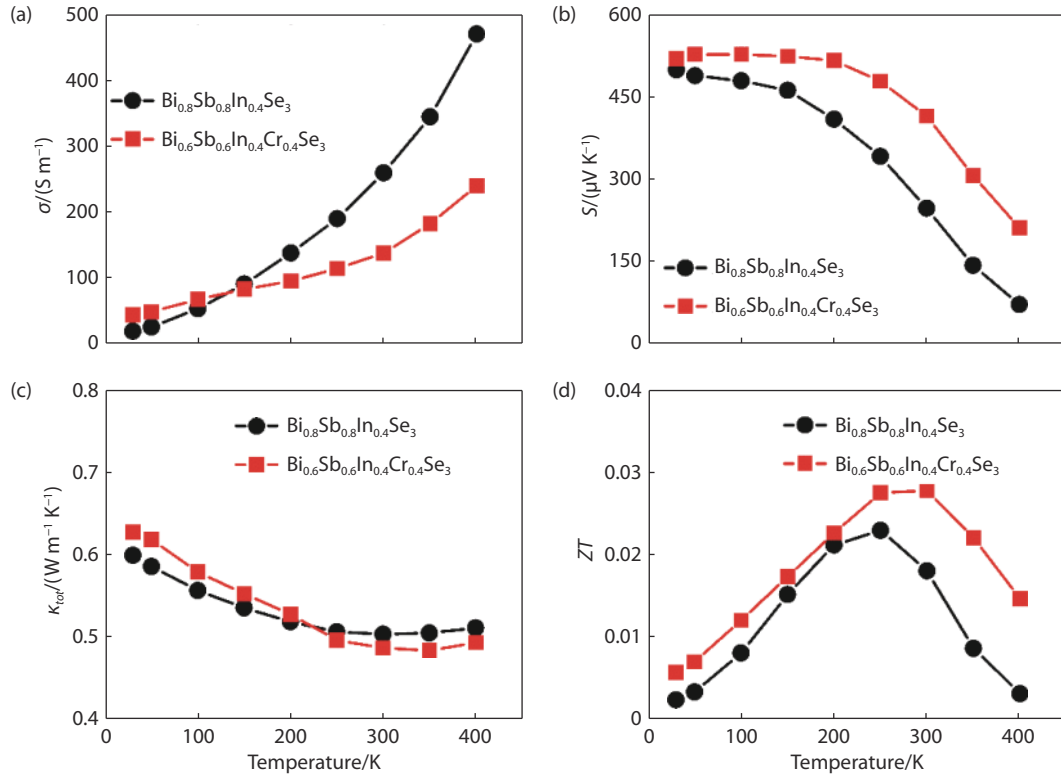 (a)
500
400
300
200
100
0
σ/(S m⁻¹)
Bi₀.₈Sb₀.₈In₀.₄Se₃
Bi₀.₆Sb₀.₆In₀.₄Cr₀.₄Se₃
(b)
600
450
300
150
0
S/(μV K⁻¹)
Bi₀.₈Sb₀.₈In₀.₄Se₃
Bi₀.₆Sb₀.₆In₀.₄Cr₀.₄Se₃
(c)
0.8
0.7
0.6
0.5
0.4
κtot/(W m⁻¹ K⁻¹)
Bi₀.₈Sb₀.₈In₀.₄Se₃
Bi₀.₆Sb₀.₆In₀.₄Cr₀.₄Se₃
0 100 200 300 400
Temperature/K
(d)
0.04
0.03
0.02
0.01
0
ZT
Bi₀.₈Sb₀.₈In₀.₄Se₃
Bi₀.₆Sb₀.₆In₀.₄Cr₀.₄Se₃
0 100 200 300 400
Temperature/K